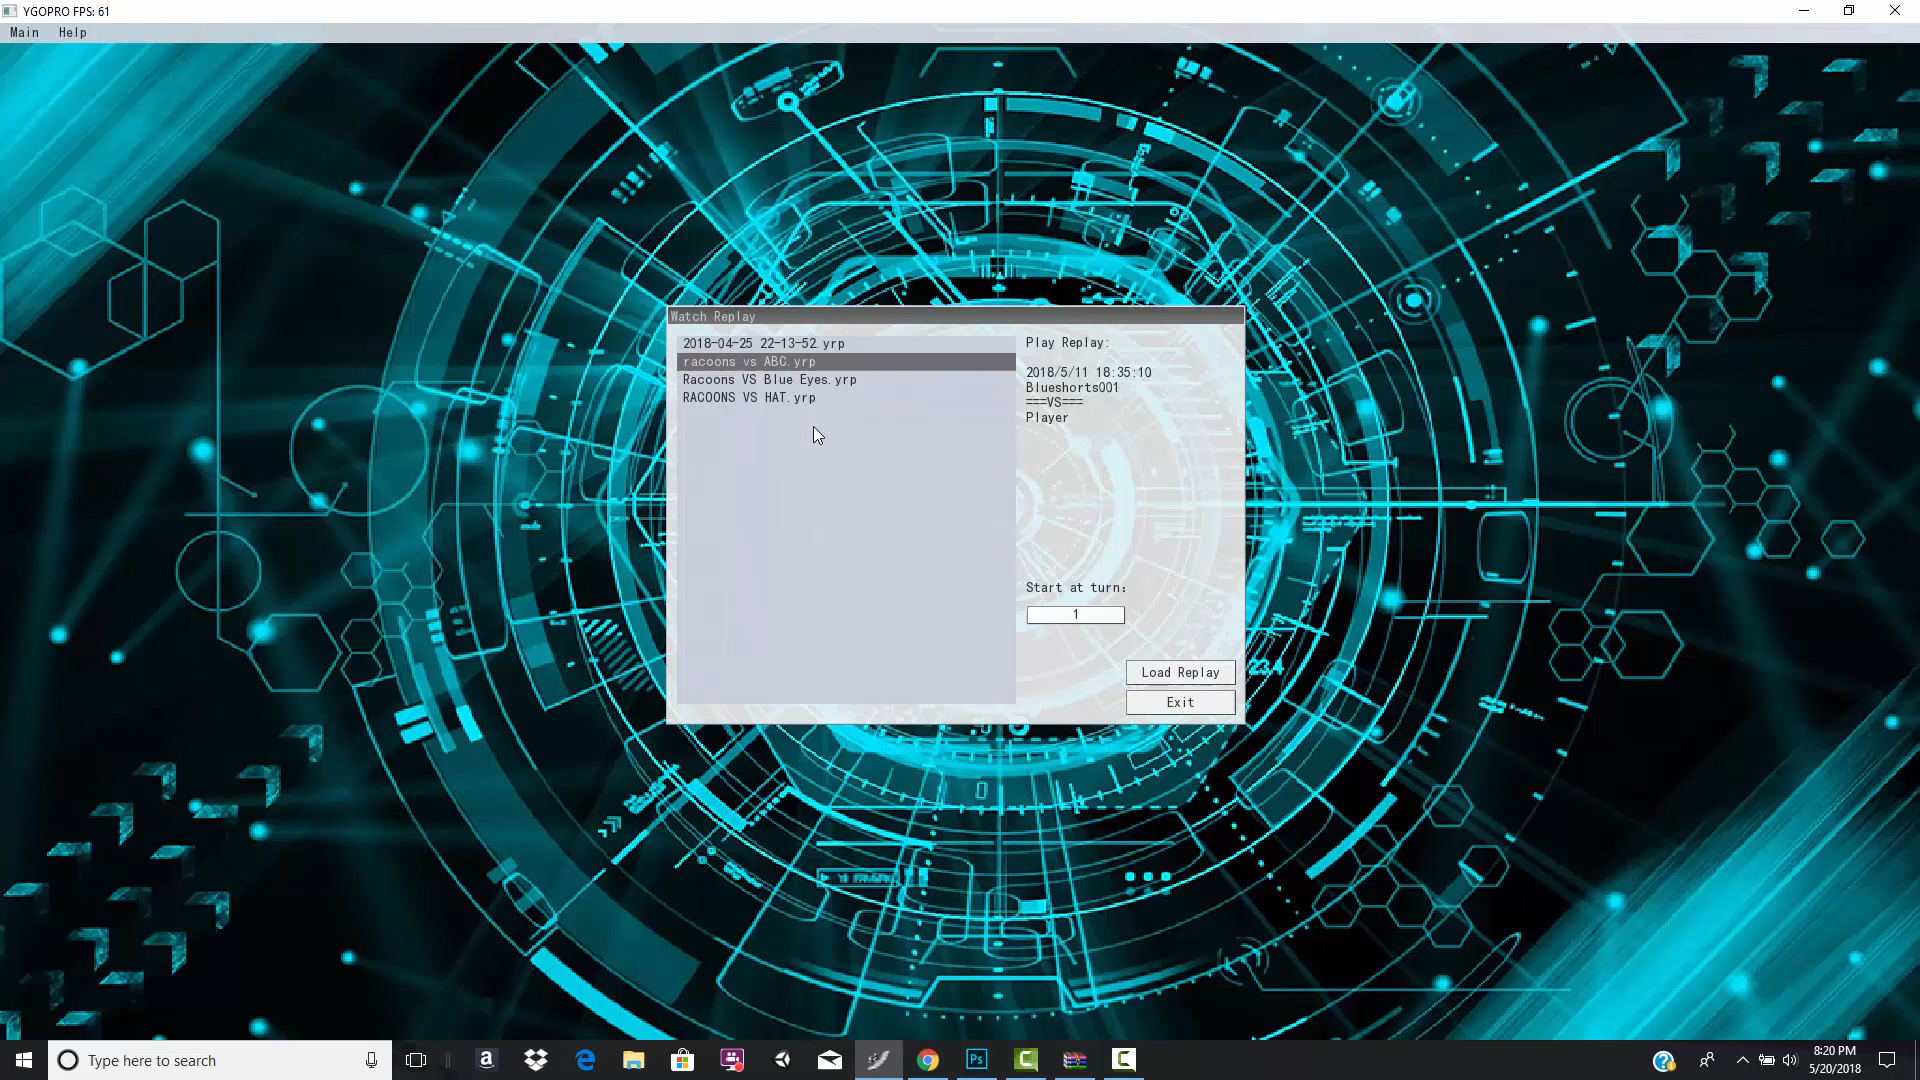 YGOPRO FPS: 61
Main Help
Watch Replay
2018-04-25 22-13-52.yrp
racoons vs ABC.yrp
Racoons VS Blue Eyes.yrp
RACOONS VS HAT.yrp
Play Replay:
2018/5/11 18:35:10
Blueshorts001
===VS===
Player
Start at turn:
1
Load Replay
Exit
Type here to search
Ps
8:20 PM
5/20/2018